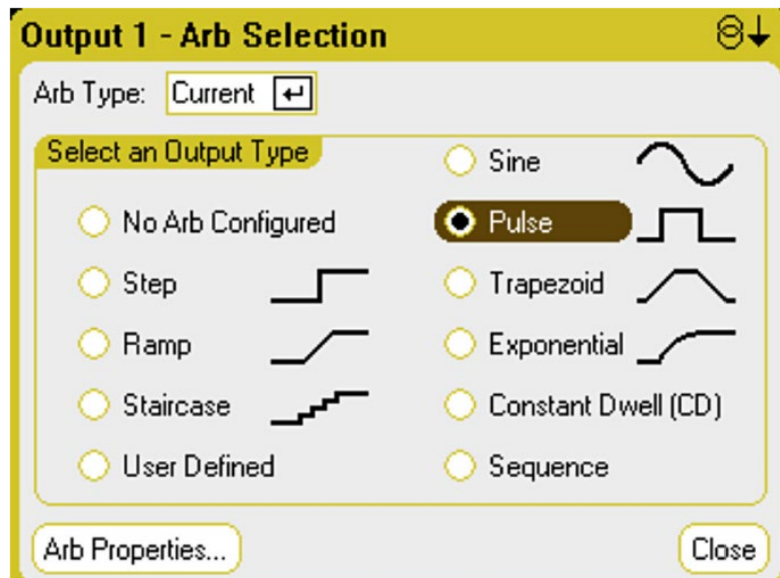 Output 1 - Arb Selection
Arb Type: Current
Select an Output Type
No Arb Configured
Step
Ramp
Staircase
User Defined
Sine
Pulse
Trapezoid
Exponential
Constant Dwell (CD)
Sequence
Arb Properties...
Close